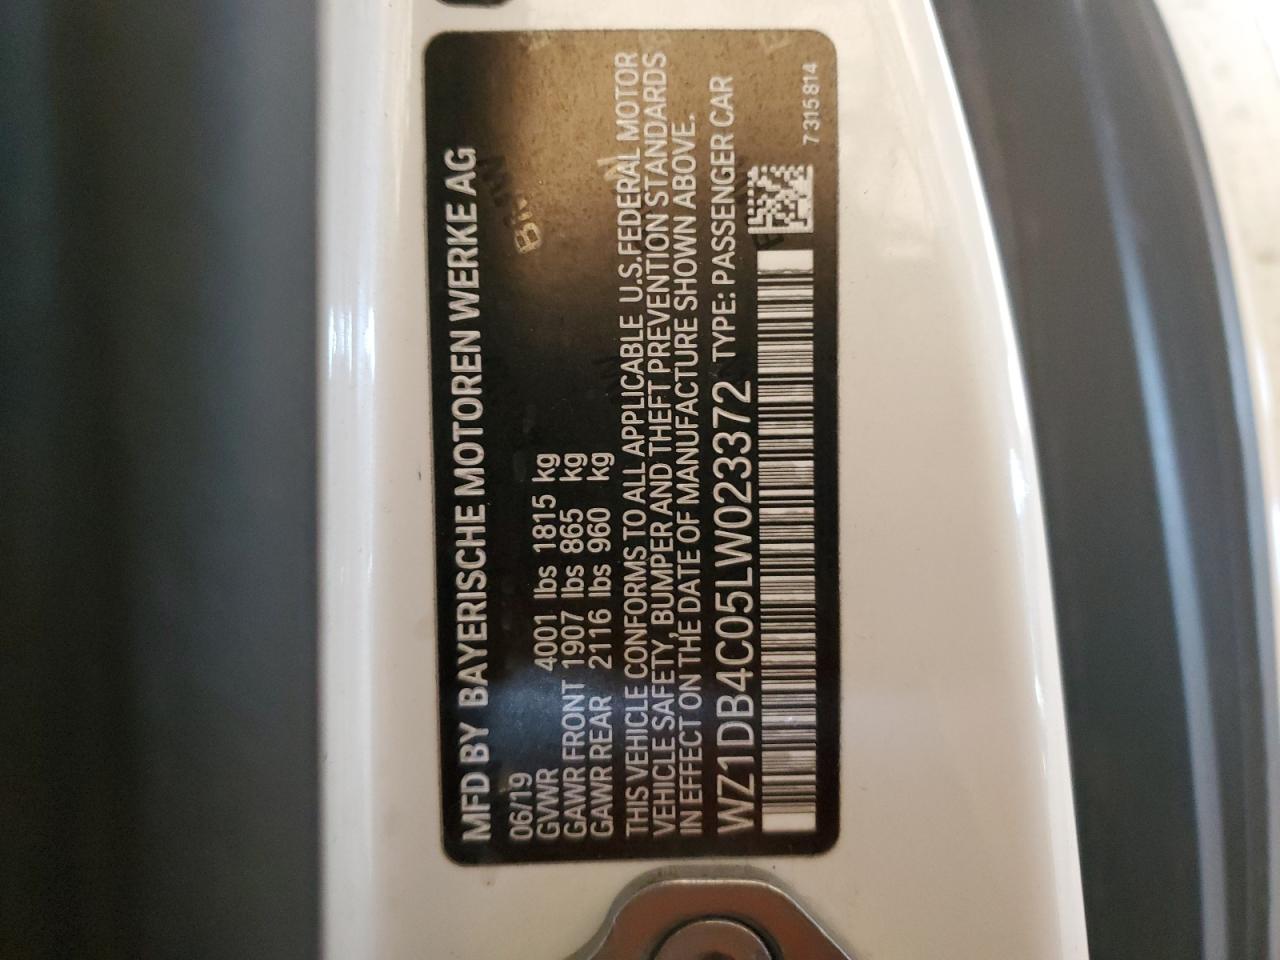 MFD BY BAYERISCHE MOTOREN WERKE AG
06/19
GVWR 4001 lbs 1815 kg
GAWR FRONT 1907 lbs 865 kg
GAWR REAR 2116 lbs 960 kg
THIS VEHICLE CONFORMS TO ALL APPLICABLE U.S.FEDERAL MOTOR
VEHICLE SAFETY, BUMPER AND THEFT PREVENTION STANDARDS
IN EFFECT ON THE DATE OF MANUFACTURE SHOWN ABOVE.
WZ1DB4C05LW023372 TYPE: PASSENGER CAR
7 315 814